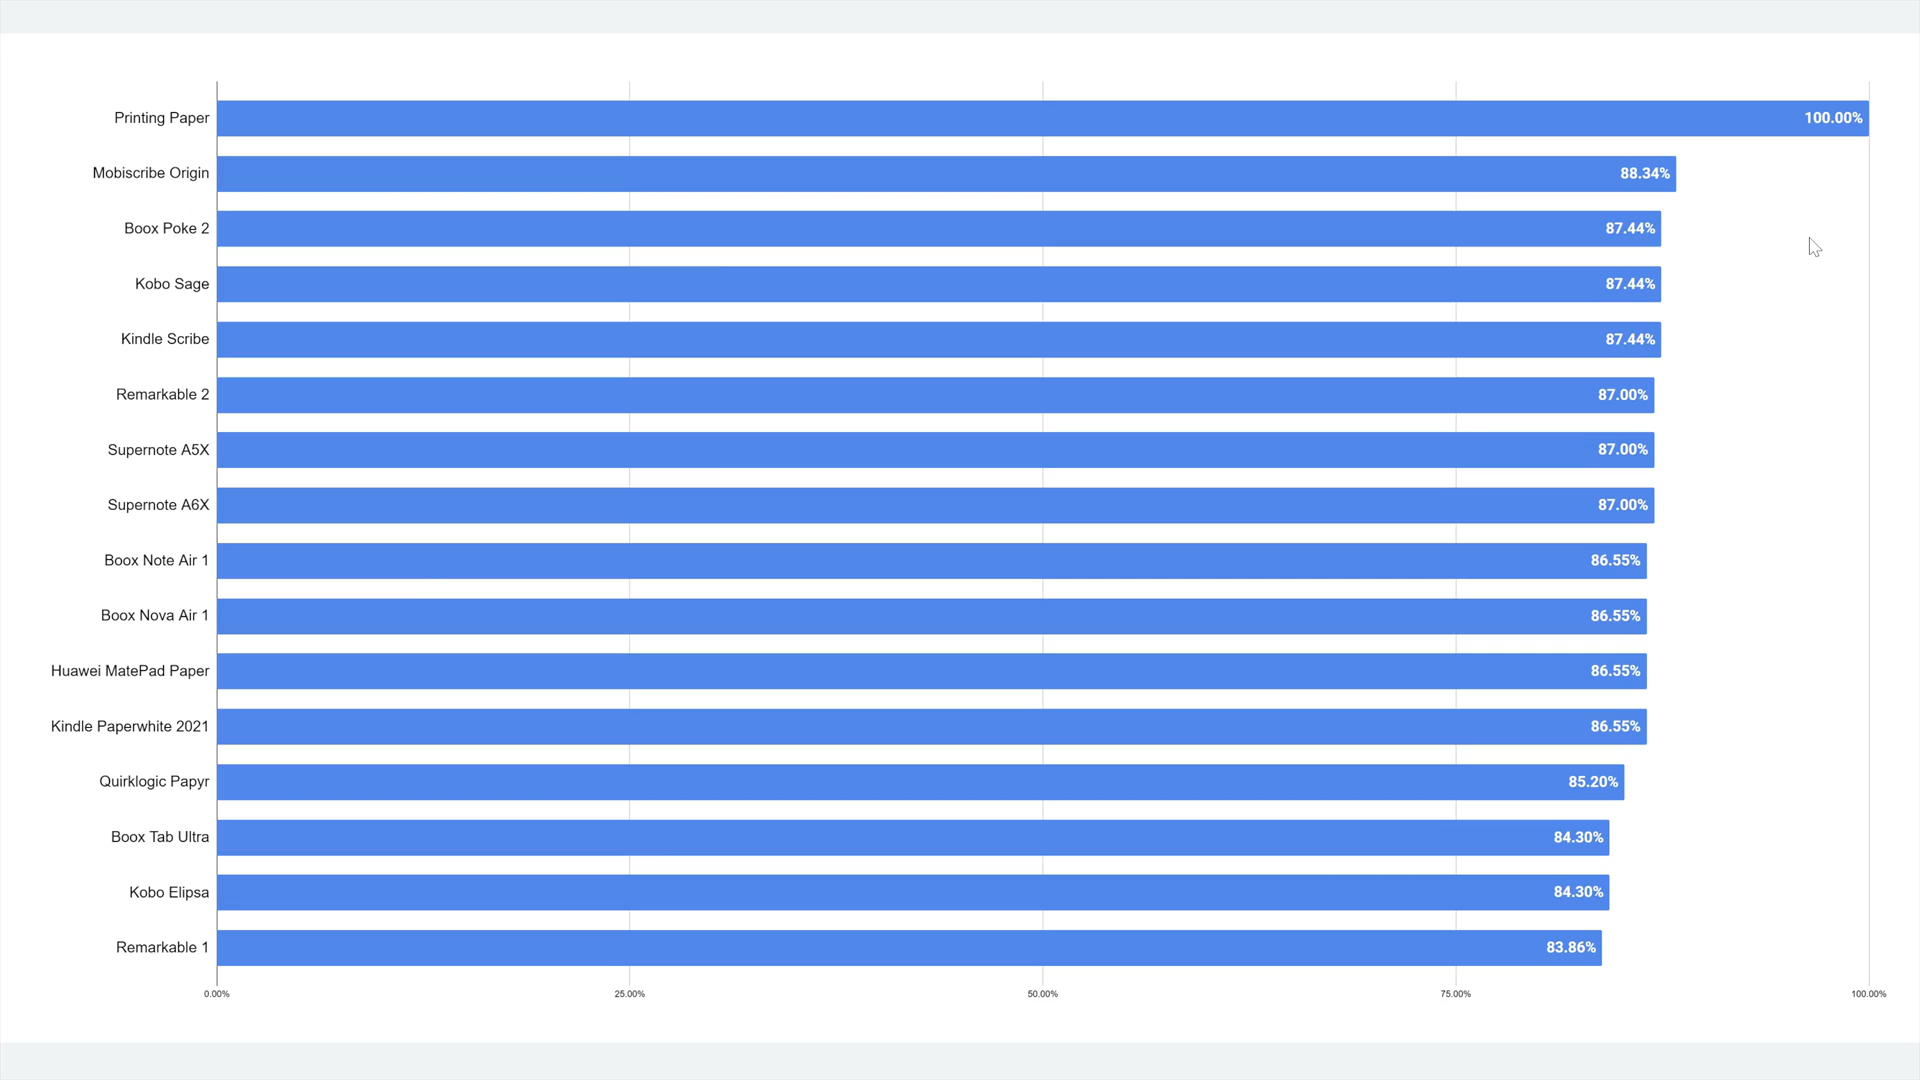 Printing Paper 100.00%
Mobiscribe Origin 88.34%
Boox Poke 2 87.44%
Kobo Sage 87.44%
Kindle Scribe 87.44%
Remarkable 2 87.00%
Supernote A5X 87.00%
Supernote A6X 87.00%
Boox Note Air 1 86.55%
Boox Nova Air 1 86.55%
Huawei MatePad Paper 86.55%
Kindle Paperwhite 2021 86.55%
Quirklogic Papyr 85.20%
Boox Tab Ultra 84.30%
Kobo Elipsa 84.30%
Remarkable 1 83.86%
0.00% 25.00% 50.00% 75.00% 100.00%